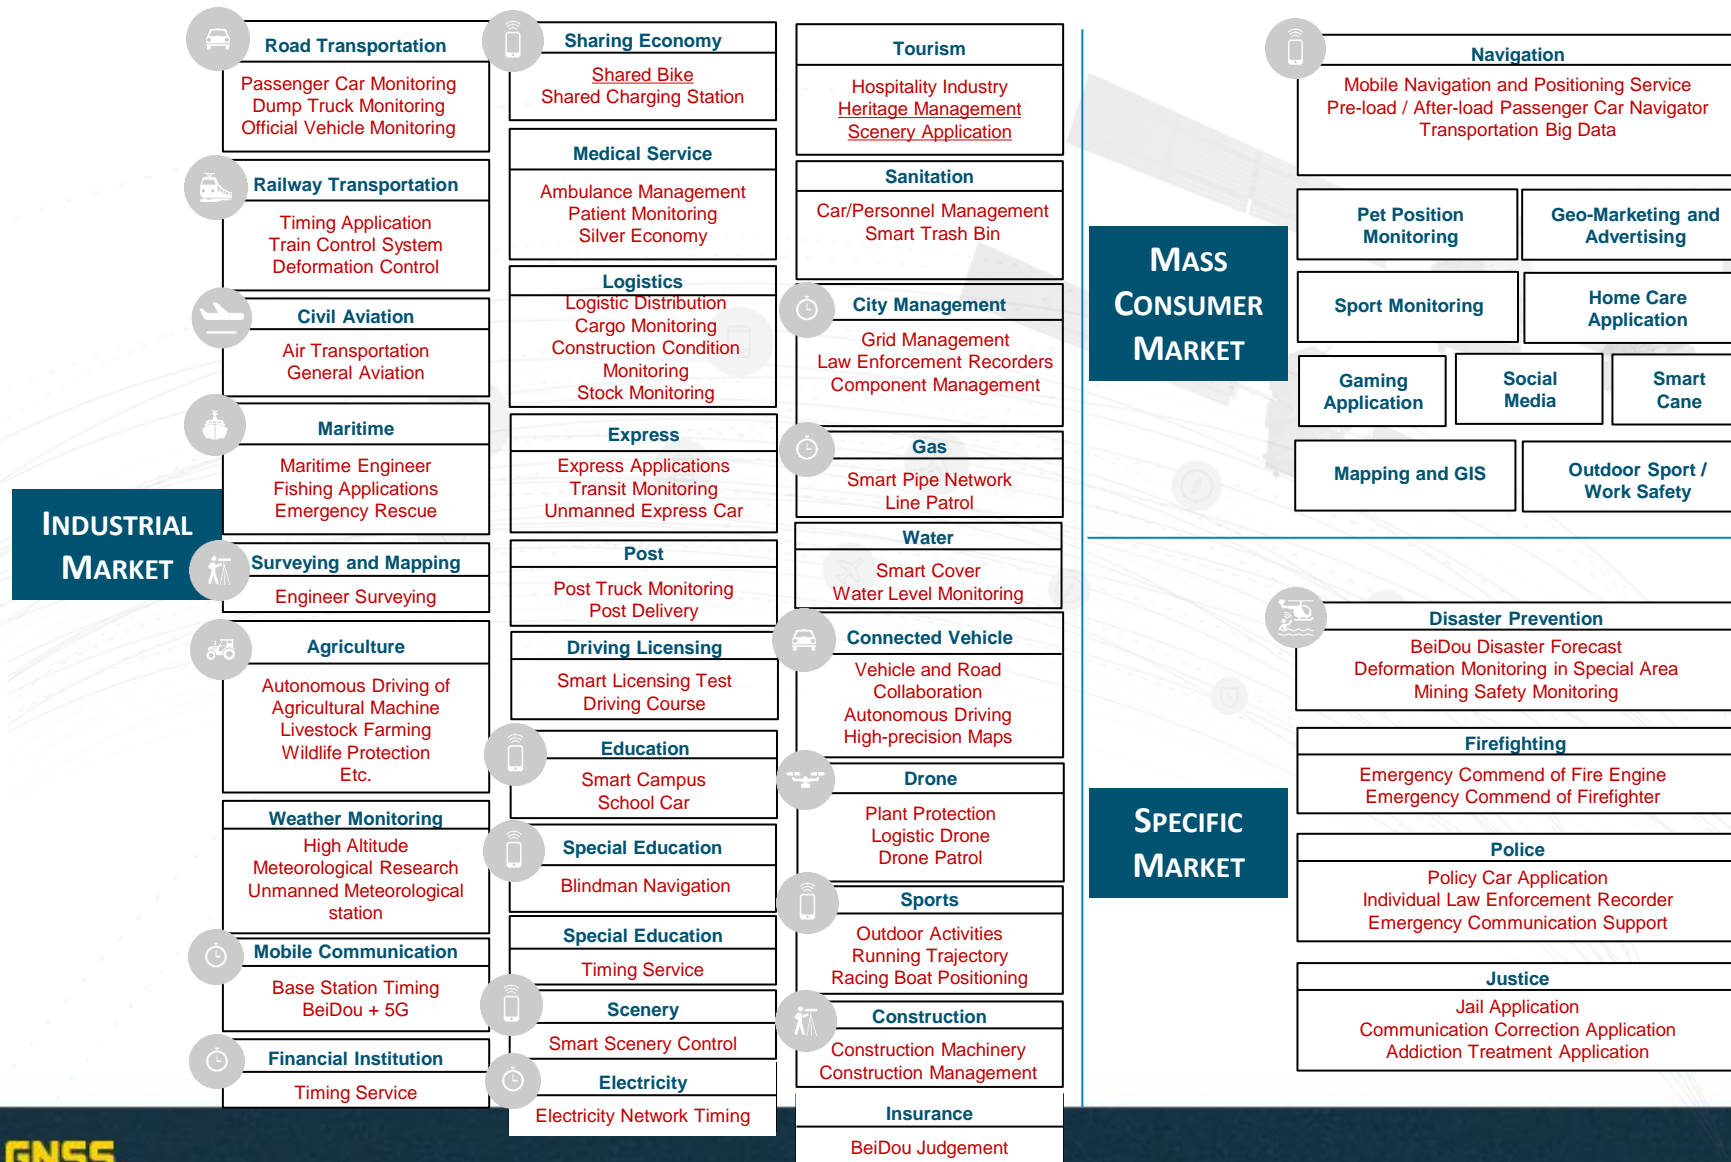 INDUSTRIAL
MARKET
Road Transportation
Passenger Car Monitoring
Dump Truck Monitoring
Official Vehicle Monitoring
Railway Transportation
Timing Application
Train Control System
Deformation Control
Civil Aviation
Air Transportation
General Aviation
Maritime
Maritime Engineer
Fishing Applications
Emergency Rescue
Surveying and Mapping
Engineer Surveying
Agriculture
Autonomous Driving of
Agricultural Machine
Livestock Farming
Wildlife Protection
Etc.
Weather Monitoring
High Altitude
Meteorological Research
Unmanned Meteorological
station
Mobile Communication
Base Station Timing
BeiDou + 5G
Financial Institution
Timing Service
Sharing Economy
Shared Bike
Shared Charging Station
Medical Service
Ambulance Management
Patient Monitoring
Silver Economy
Logistics
Logistic Distribution
Cargo Monitoring
Construction Condition
Monitoring
Stock Monitoring
Express
Express Applications
Transit Monitoring
Unmanned Express Car
Post
Post Truck Monitoring
Post Delivery
Driving Licensing
Smart Licensing Test
Driving Course
Education
Smart Campus
School Car
Special Education
Blindman Navigation
Special Education
Timing Service
Scenery
Smart Scenery Control
Electricity
Electricity Network Timing
Tourism
Hospitality Industry
Heritage Management
Scenery Application
Sanitation
Car/Personnel Management
Smart Trash Bin
City Management
Grid Management
Law Enforcement Recorders
Component Management
Gas
Smart Pipe Network
Line Patrol
Water
Smart Cover
Water Level Monitoring
Connected Vehicle
Vehicle and Road
Collaboration
Autonomous Driving
High-precision Maps
Drone
Plant Protection
Logistic Drone
Drone Patrol
Sports
Outdoor Activities
Running Trajectory
Racing Boat Positioning
Construction
Construction Machinery
Construction Management
Insurance
BeiDou Judgement
MASS
CONSUMER
MARKET
Navigation
Mobile Navigation and Positioning Service
Pre-load / After-load Passenger Car Navigator
Transportation Big Data
Pet Position
Monitoring
Geo-Marketing and
Advertising
Sport Monitoring
Home Care
Application
Gaming
Application
Social
Media
Smart
Cane
Mapping and GIS
Outdoor Sport /
Work Safety
SPECIFIC
MARKET
Disaster Prevention
BeiDou Disaster Forecast
Deformation Monitoring in Special Area
Mining Safety Monitoring
Firefighting
Emergency Commend of Fire Engine
Emergency Commend of Firefighter
Police
Policy Car Application
Individual Law Enforcement Recorder
Emergency Communication Support
Justice
Jail Application
Communication Correction Application
Addiction Treatment Application
GNSS